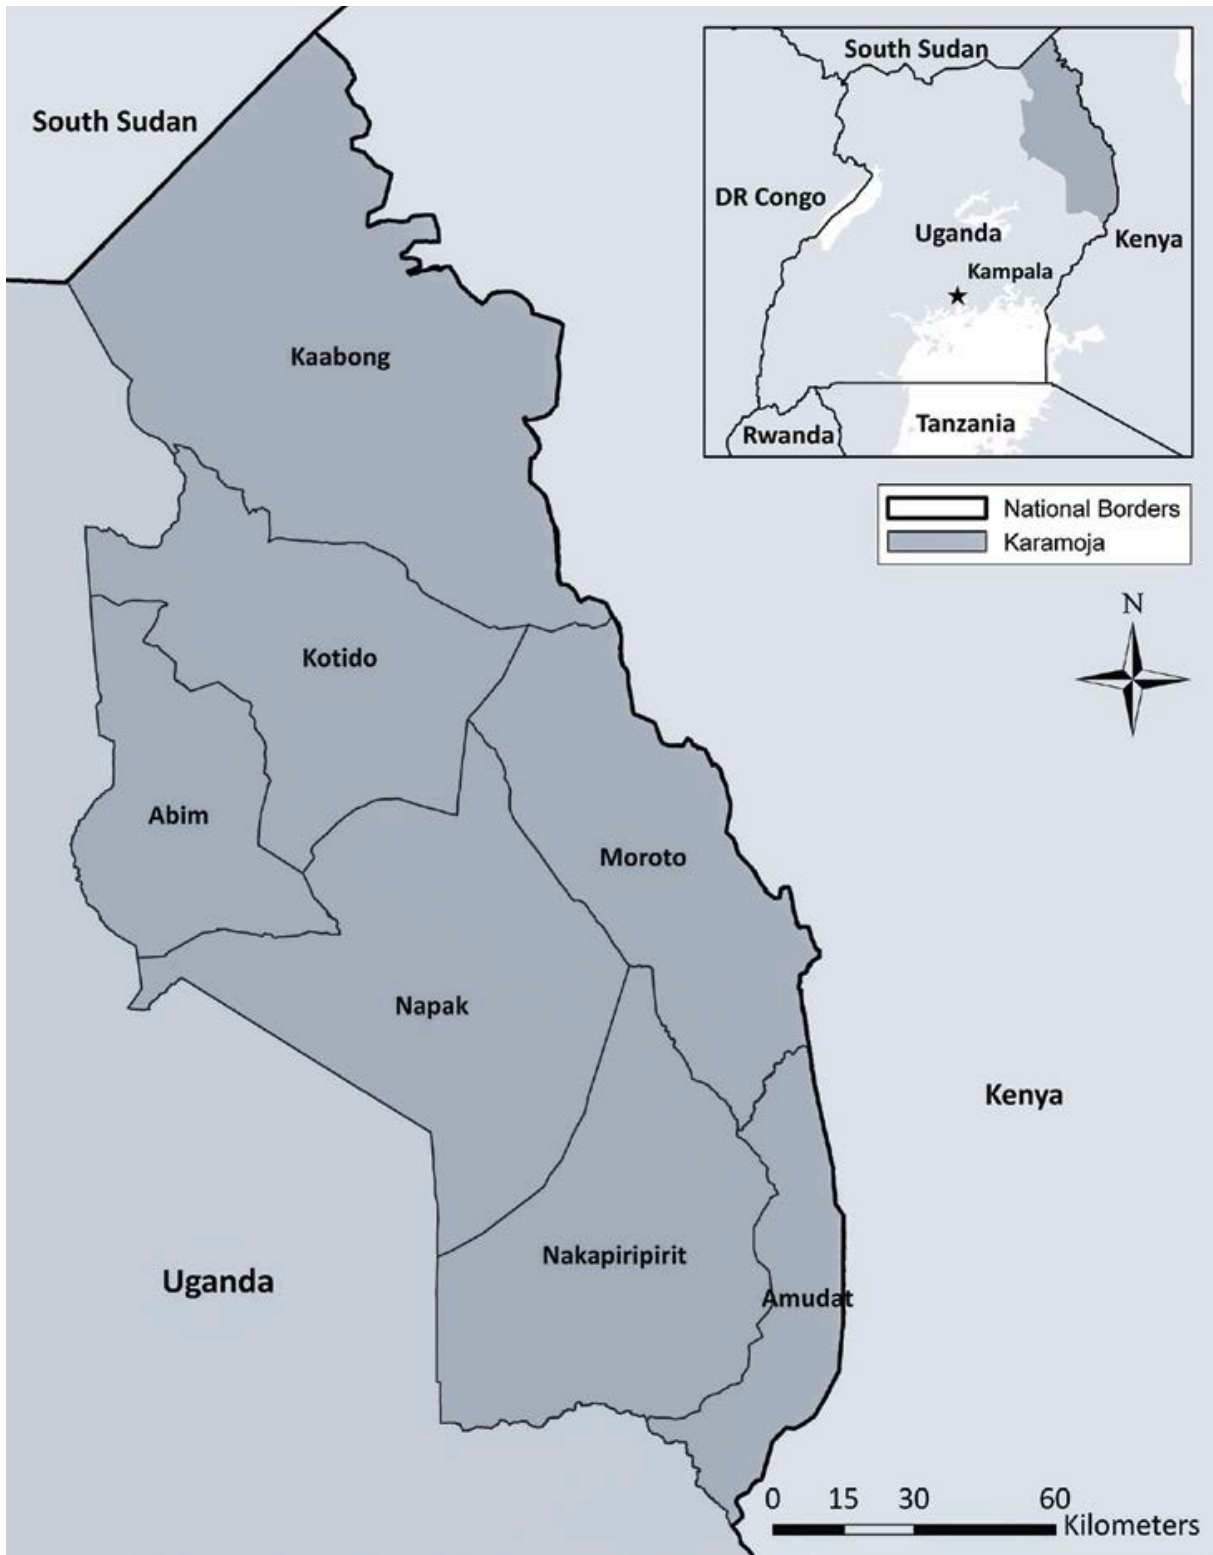 South Sudan
South Sudan
DR Congo
Uganda
Kenya
Kampala
Rwanda
Tanzania
Kaabong
National Borders
Karamoja
N
Kotido
Abim
Moroto
Napak
Kenya
Nakapiripirit
Uganda
Amudat
0 15 30 60
Kilometers